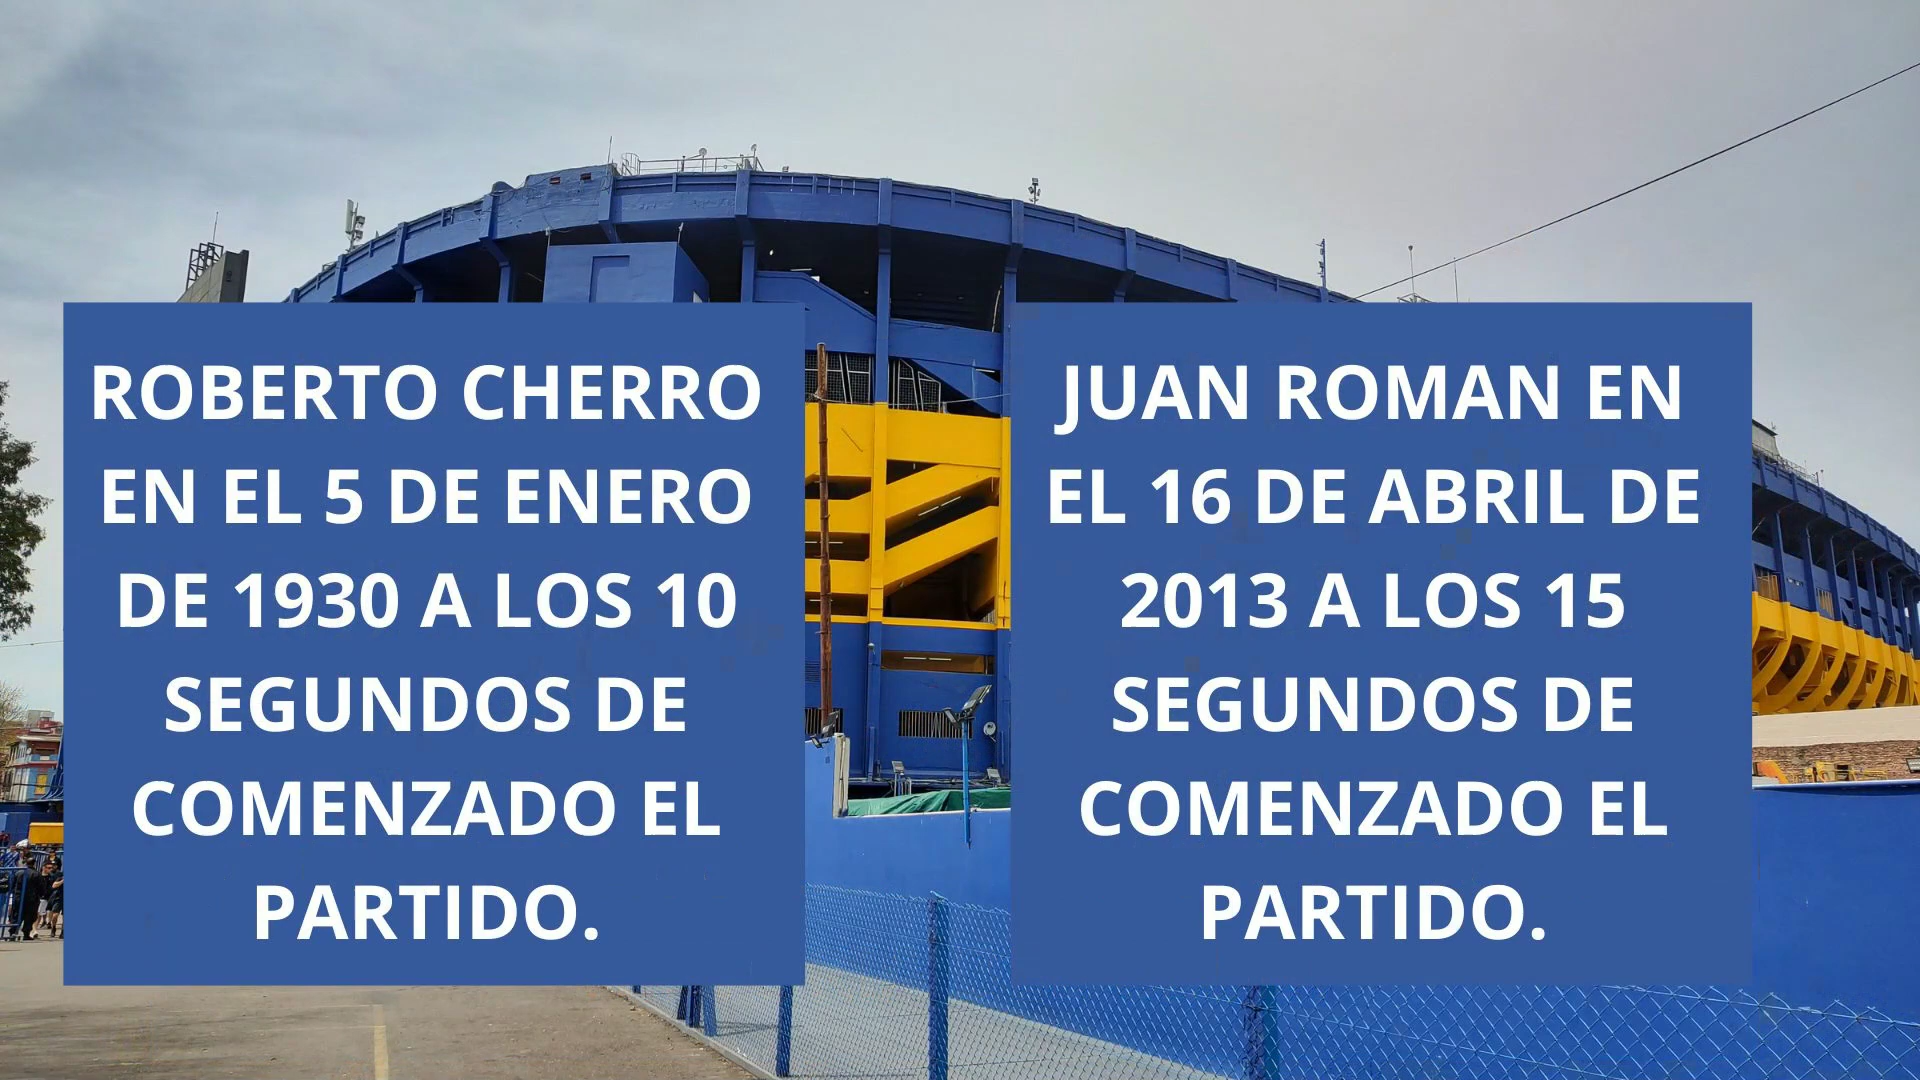 ROBERTO CHERRO
EN EL 5 DE ENERO
DE 1930 A LOS 10
SEGUNDOS DE
COMENZADO EL
PARTIDO.
JUAN ROMAN EN
EL 16 DE ABRIL DE
2013 A LOS 15
SEGUNDOS DE
COMENZADO EL
PARTIDO.